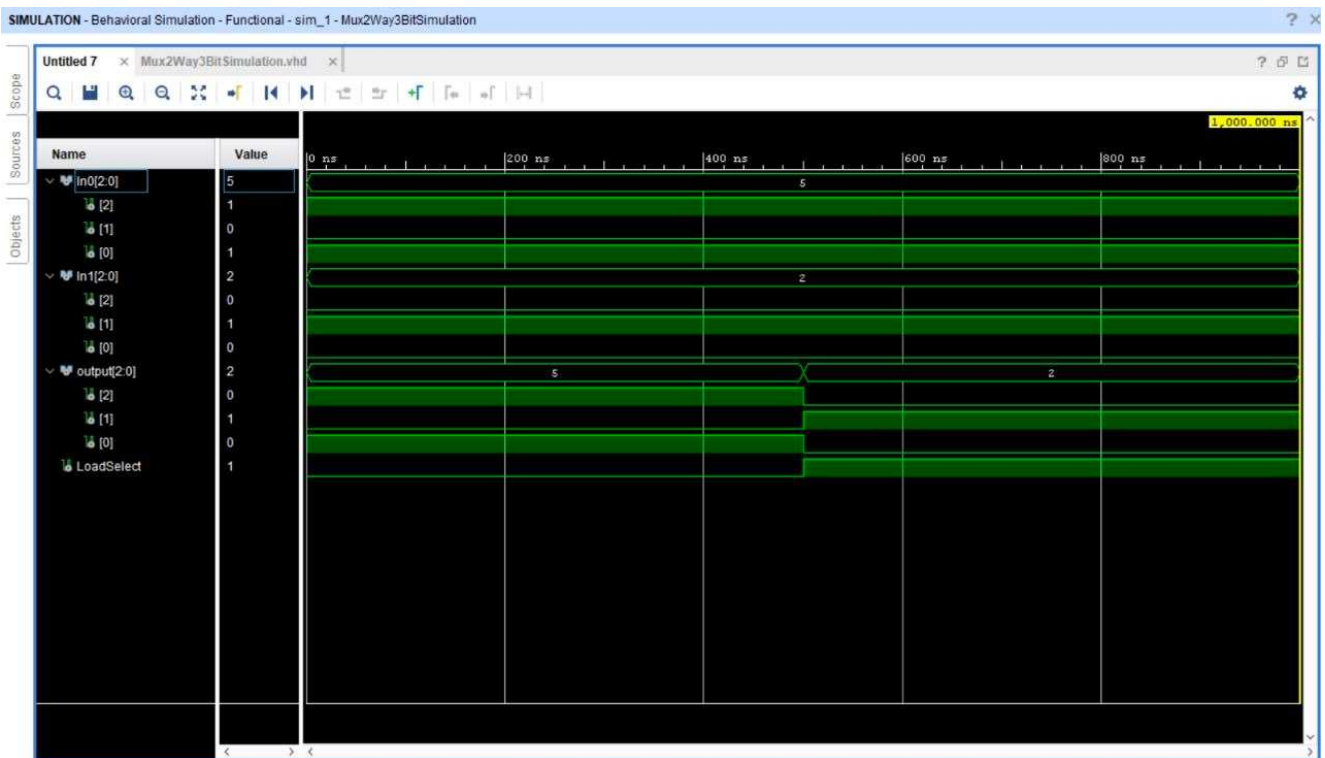 SIMULATION - Behavioral Simulation - Functional - sim_1 - Mux2Way3BitSimulation ? ×
Untitled 7 × Mux2Way3BitSimulation.vhd × ?
Scope
Sources
Objects
1,000.000 ns
Name Value 0 ns 200 ns 400 ns 600 ns 800 ns
In0[2:0] 5 5
[2] 1
[1] 0
[0] 1
In1[2:0] 2 2
[2] 0
[1] 1
[0] 0
output[2:0] 2 5 2
[2] 0
[1] 1
[0] 0
LoadSelect 1